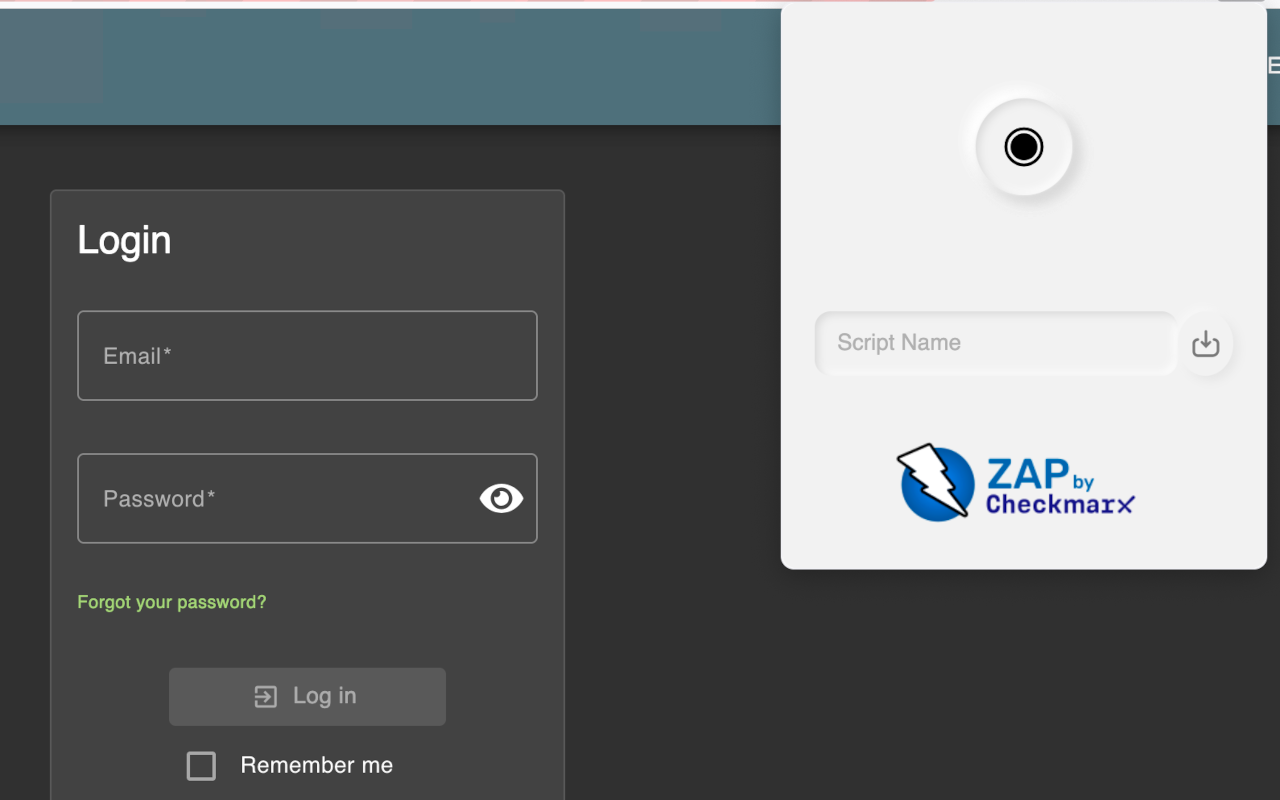 Login
Email*
Password*
Forgot your password?
Log in
Remember me
E
Script Name
ZAP by
Checkmarx